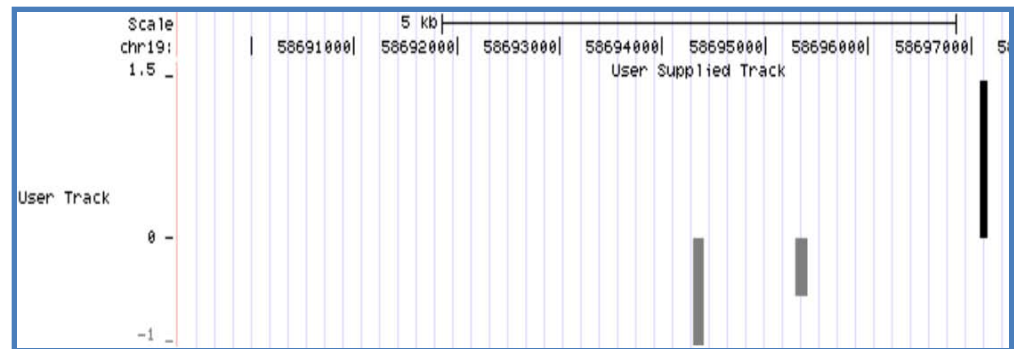 Scale 5 kb
chr19: | 58691000| 58692000| 58693000| 58694000| 58695000| 58696000| 58697000| 58
1.5 _ User Supplied Track
User Track
0 -
-1 _